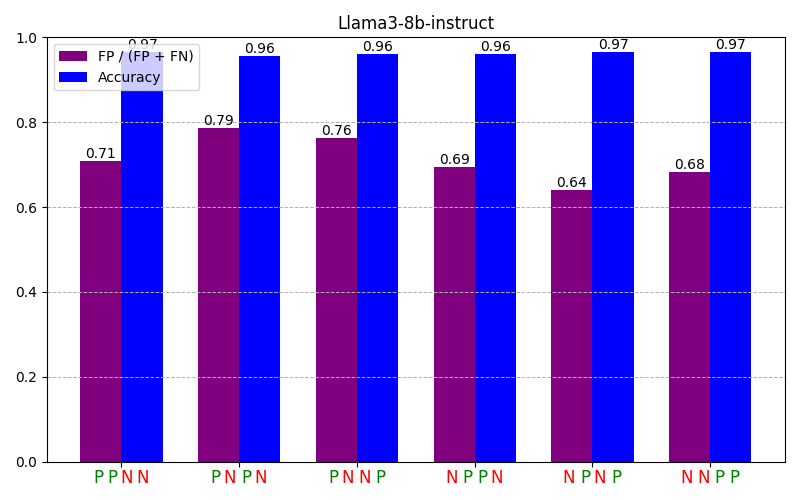 Llama3-8b-instruct
FP / (FP + FN)
Accuracy
1.0
0.8
0.6
0.4
0.2
0.0
0.71
0.97
0.79
0.96
0.76
0.96
0.69
0.96
0.64
0.97
0.68
0.97
P P N N
P N P N
P N N P
N P P N
N P N P
N N P P